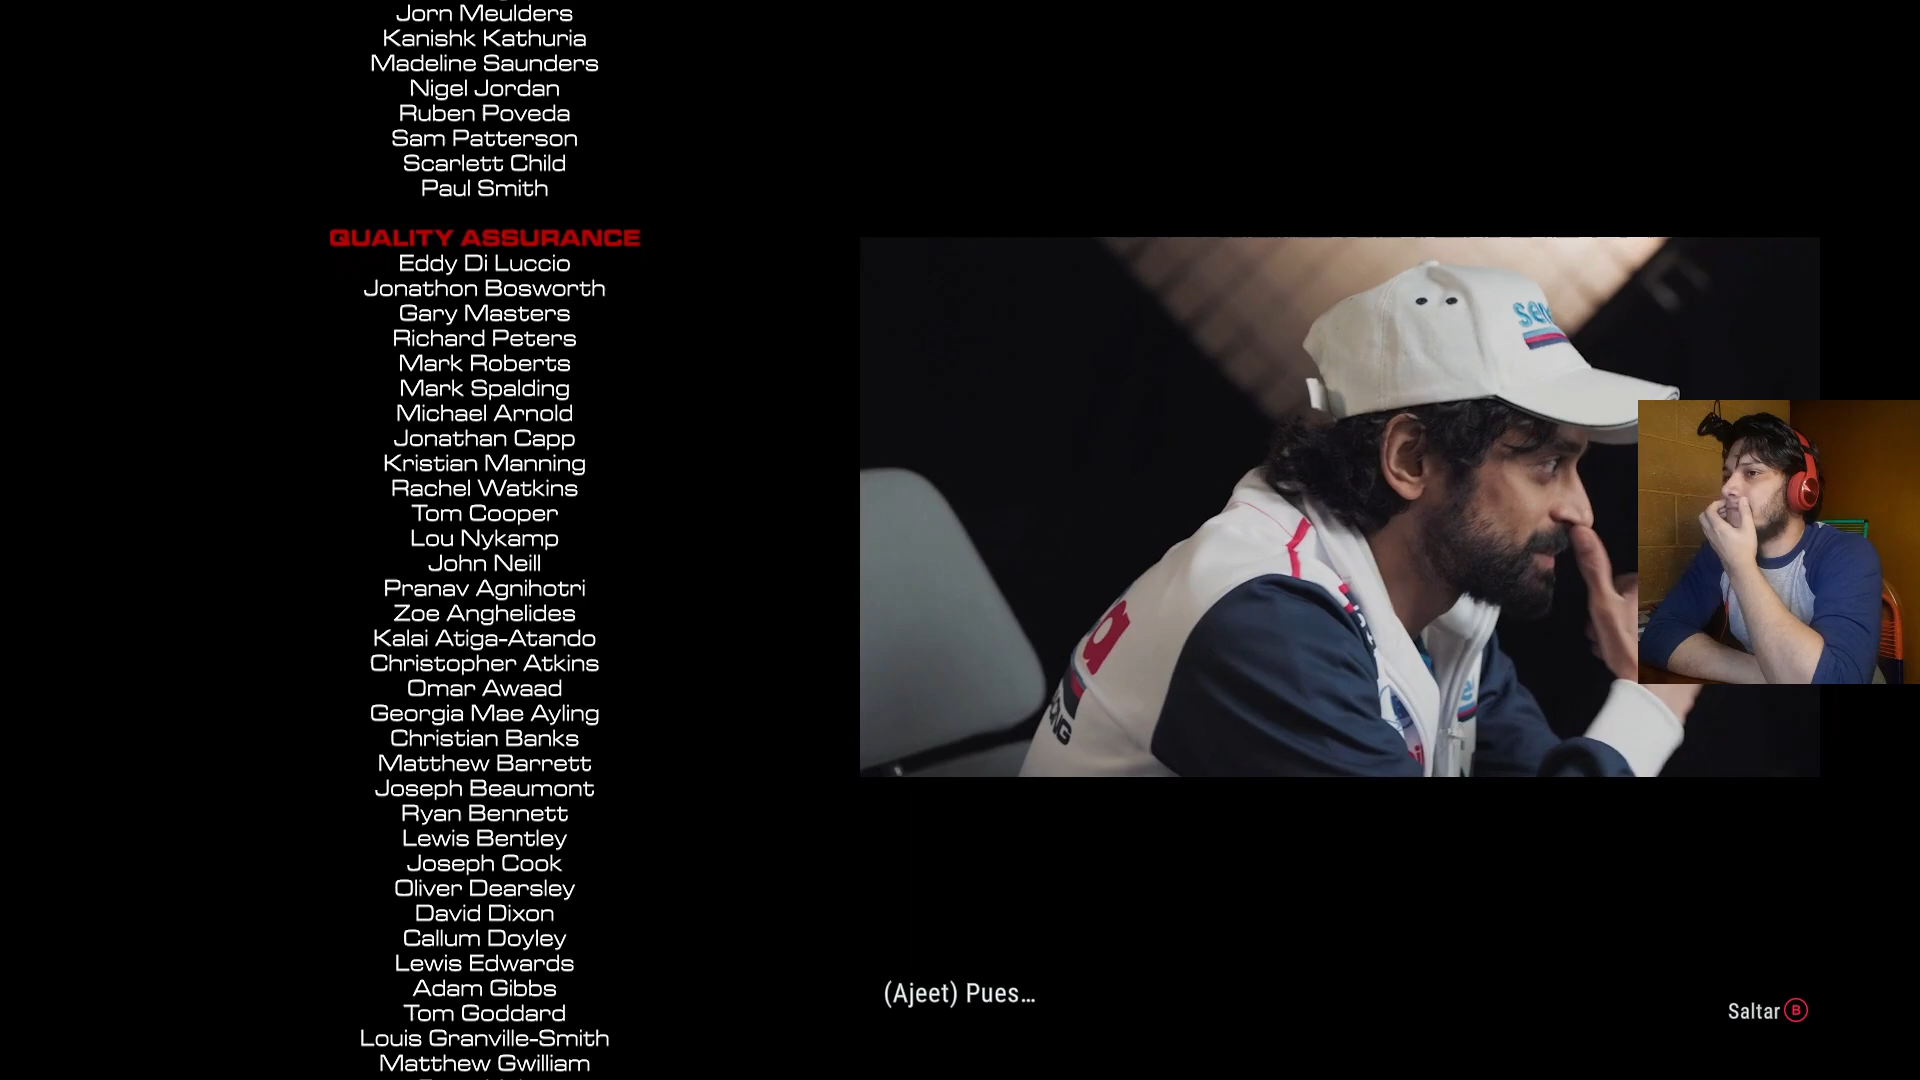 Jorn Meulders
Kanishk Kathuria
Madeline Saunders
Nigel Jordan
Ruben Poveda
Sam Patterson
Scarlett Child
Paul Smith
QUALITY ASSURANCE
Eddy Di Luccio
Jonathon Bosworth
Gary Masters
Richard Peters
Mark Roberts
Mark Spalding
Michael Arnold
Jonathan Capp
Kristian Manning
Rachel Watkins
Tom Cooper
Lou Nykamp
John Neill
Pranav Agnihotri
Zoe Anghelides
Kalai Atiga-Atando
Christopher Atkins
Omar Awaad
Georgia Mae Ayling
Christian Banks
Matthew Barrett
Joseph Beaumont
Ryan Bennett
Lewis Bentley
Joseph Cook
Oliver Dearsley
David Dixon
Callum Doyley
Lewis Edwards
Adam Gibbs
Tom Goddard
Louis Granville-Smith
Matthew Gwilliam
(Ajeet) Pues...
Saltar B